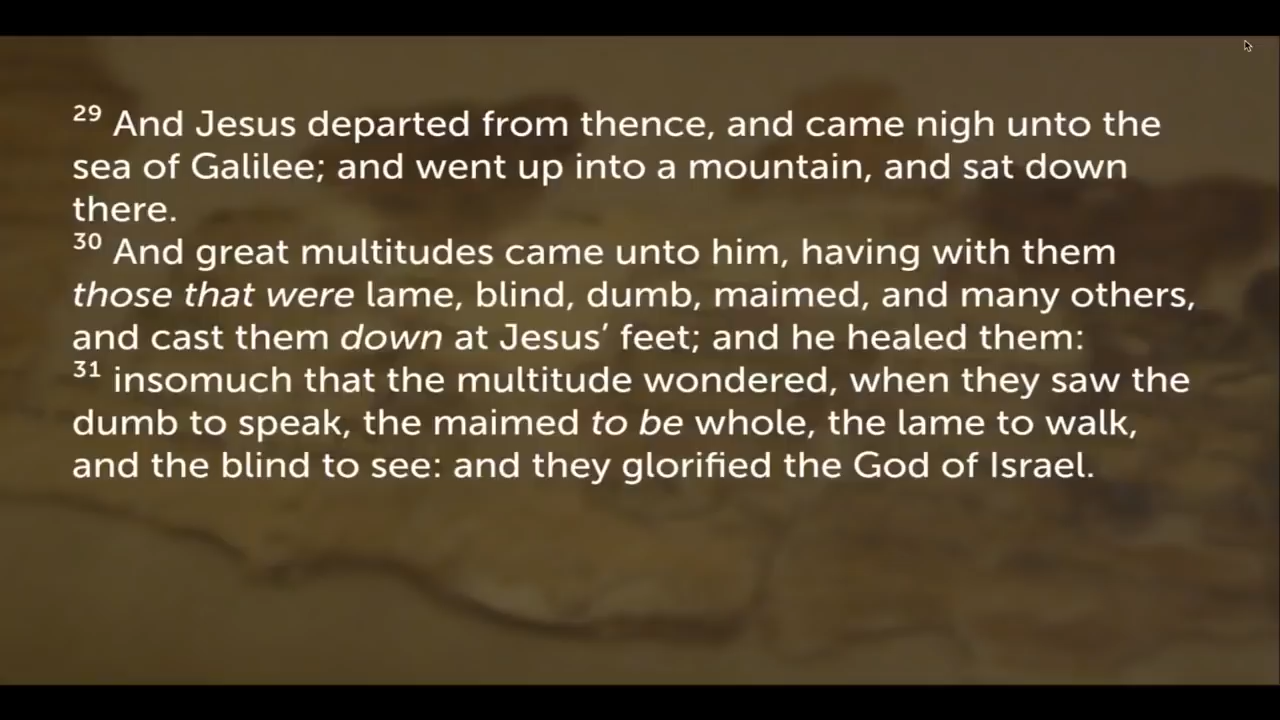 29 And Jesus departed from thence, and came nigh unto the
sea of Galilee; and went up into a mountain, and sat down
there.
30 And great multitudes came unto him, having with them
those that were lame, blind, dumb, maimed, and many others,
and cast them down at Jesus’ feet; and he healed them:
31 insomuch that the multitude wondered, when they saw the
dumb to speak, the maimed to be whole, the lame to walk,
and the blind to see: and they glorified the God of Israel.